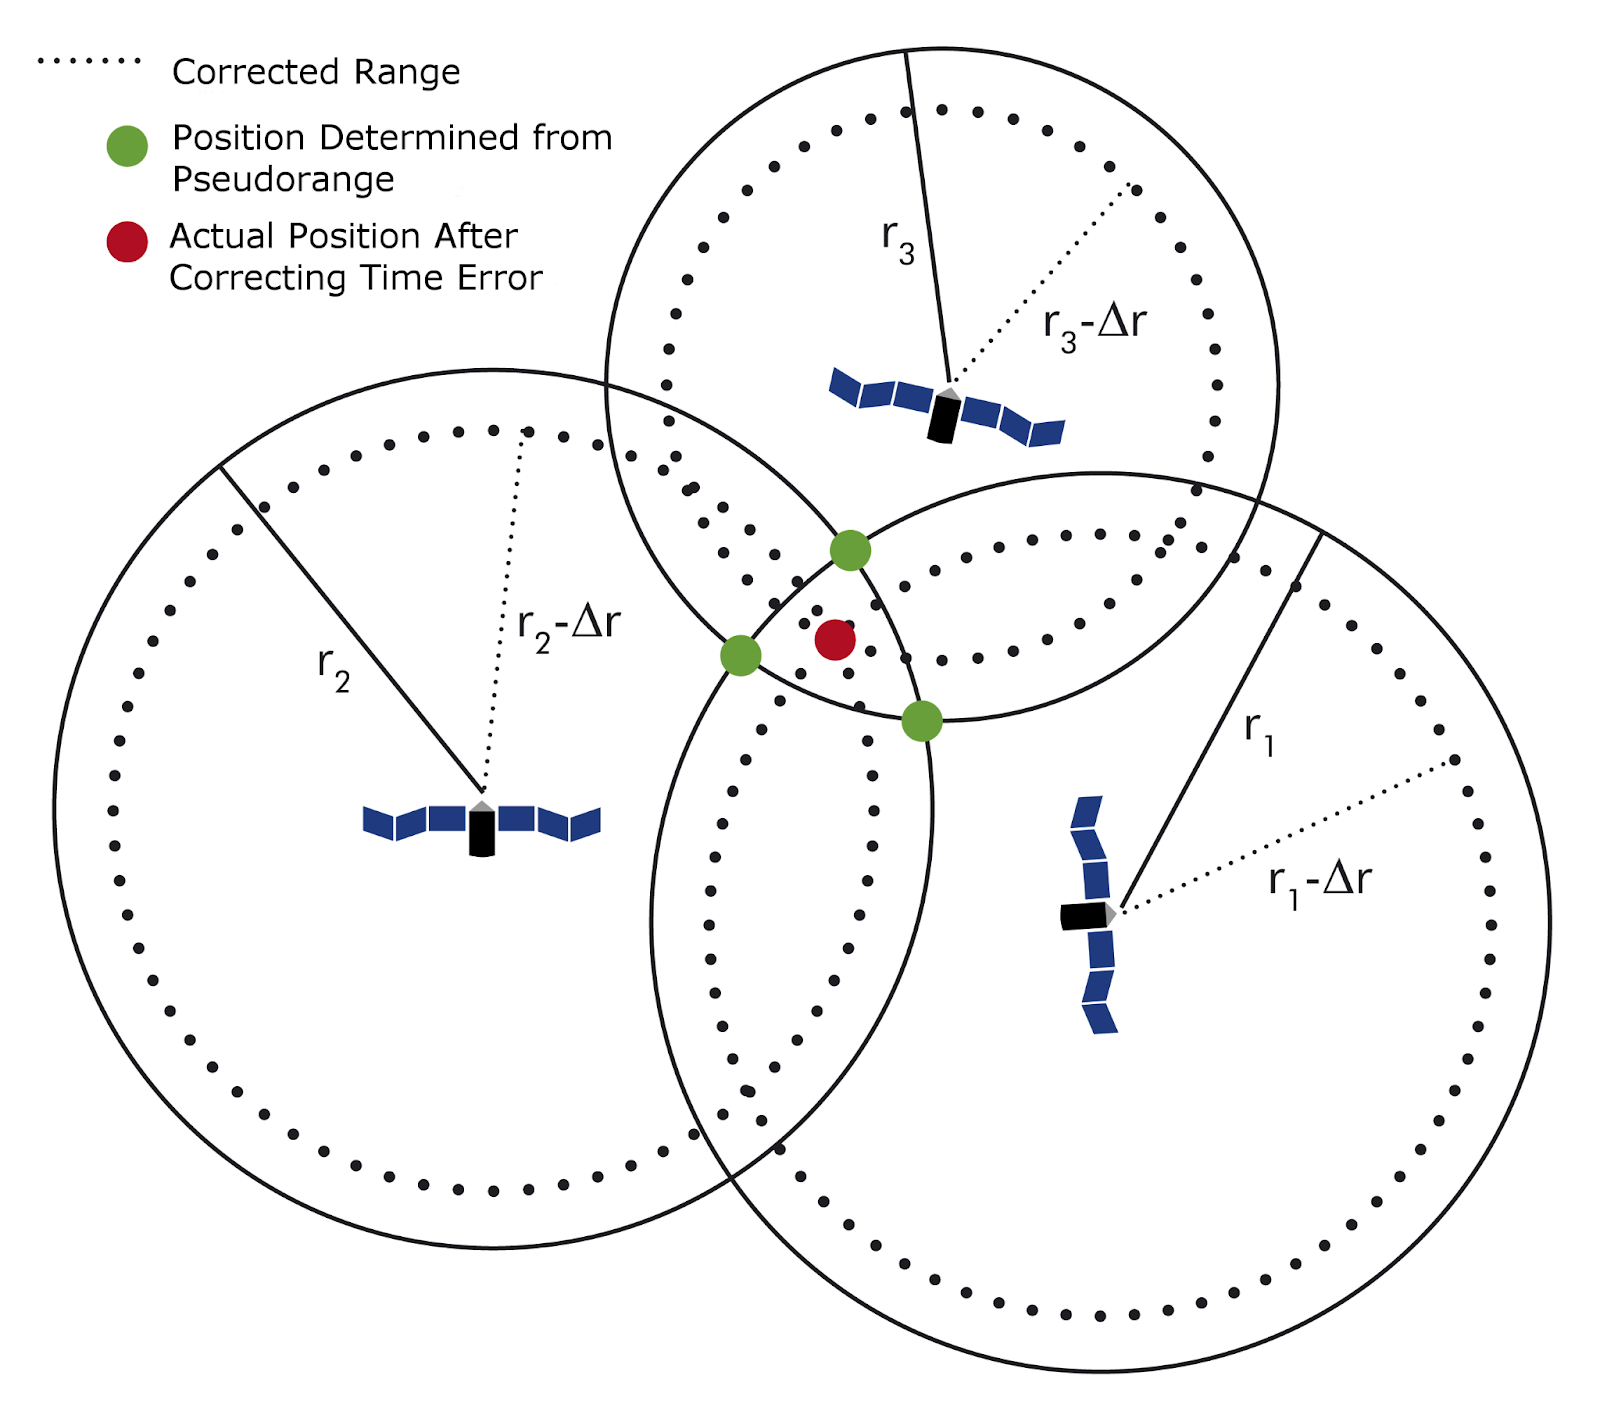 Corrected Range
Position Determined from
Pseudorange
Actual Position After
Correcting Time Error
r₃
r₃-Δr
r₂-Δr
r₂
r₁
r₁-Δr